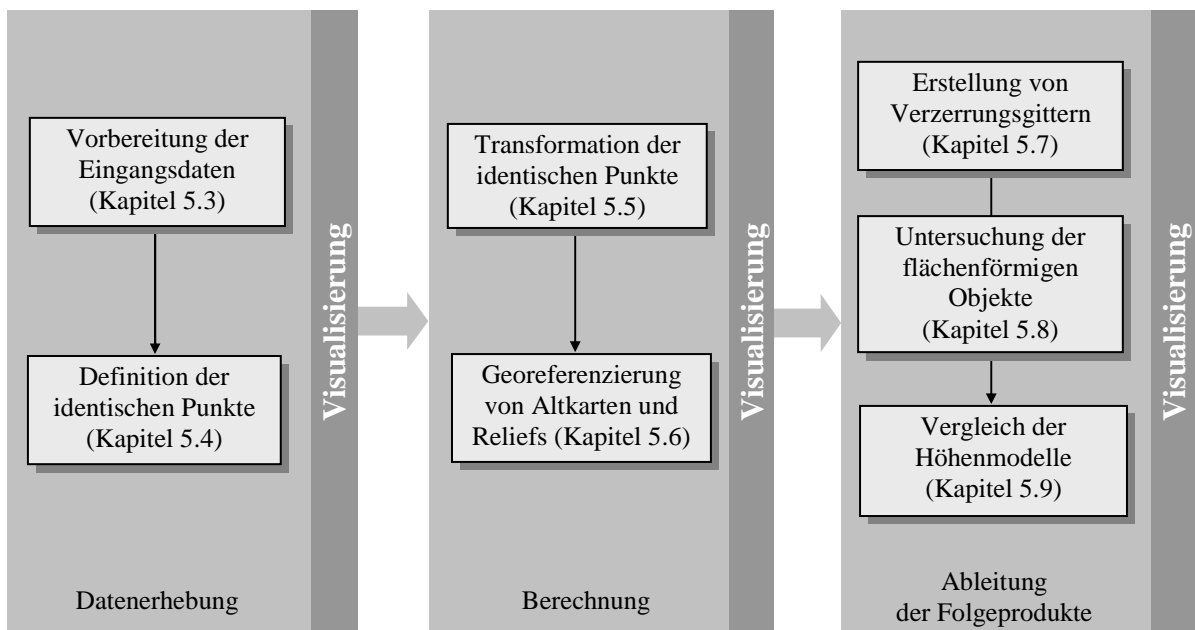 Vorbereitung der
Eingangsdaten
(Kapitel 5.3)
Definition der
identischen Punkte
(Kapitel 5.4)
Datenerhebung
Visualisierung
Transformation der
identischen Punkte
(Kapitel 5.5)
Georeferenzierung
von Altkarten und
Reliefs (Kapitel 5.6)
Berechnung
Visualisierung
Erstellung von
Verzerrungsgittern
(Kapitel 5.7)
Untersuchung der
flächenförmigen
Objekte
(Kapitel 5.8)
Vergleich der
Höhenmodelle
(Kapitel 5.9)
Ableitung
der Folgeprodukte
Visualisierung